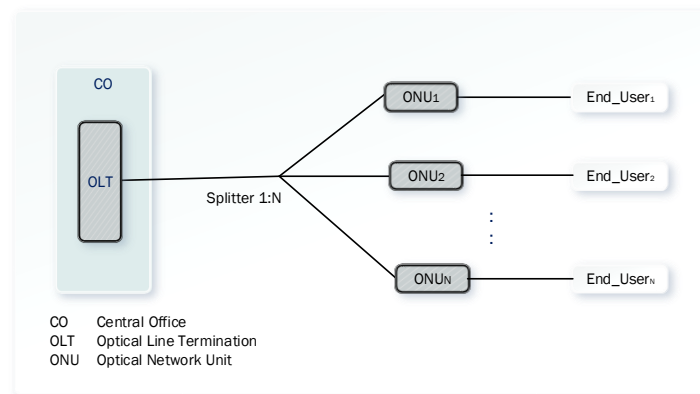 CO
ONU1 End_User1
OLT
ONU2 End_User2
Splitter 1:N
ONUN End_UserN
CO Central Office
OLT Optical Line Termination
ONU Optical Network Unit